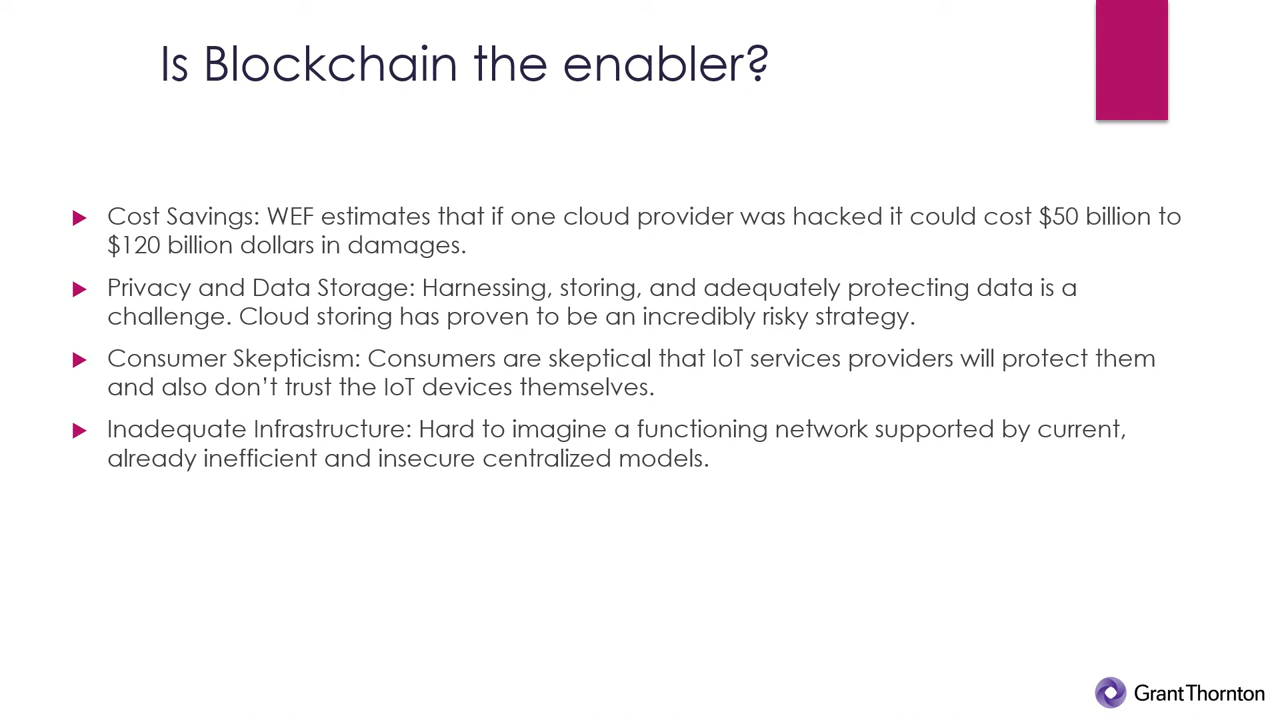 Is Blockchain the enabler?
Cost Savings: WEF estimates that if one cloud provider was hacked it could cost $50 billion to
$120 billion dollars in damages.
Privacy and Data Storage: Harnessing, storing, and adequately protecting data is a
challenge. Cloud storing has proven to be an incredibly risky strategy.
Consumer Skepticism: Consumers are skeptical that IoT services providers will protect them
and also don’t trust the IoT devices themselves.
Inadequate Infrastructure: Hard to imagine a functioning network supported by current,
already inefficient and insecure centralized models.
GrantThornton